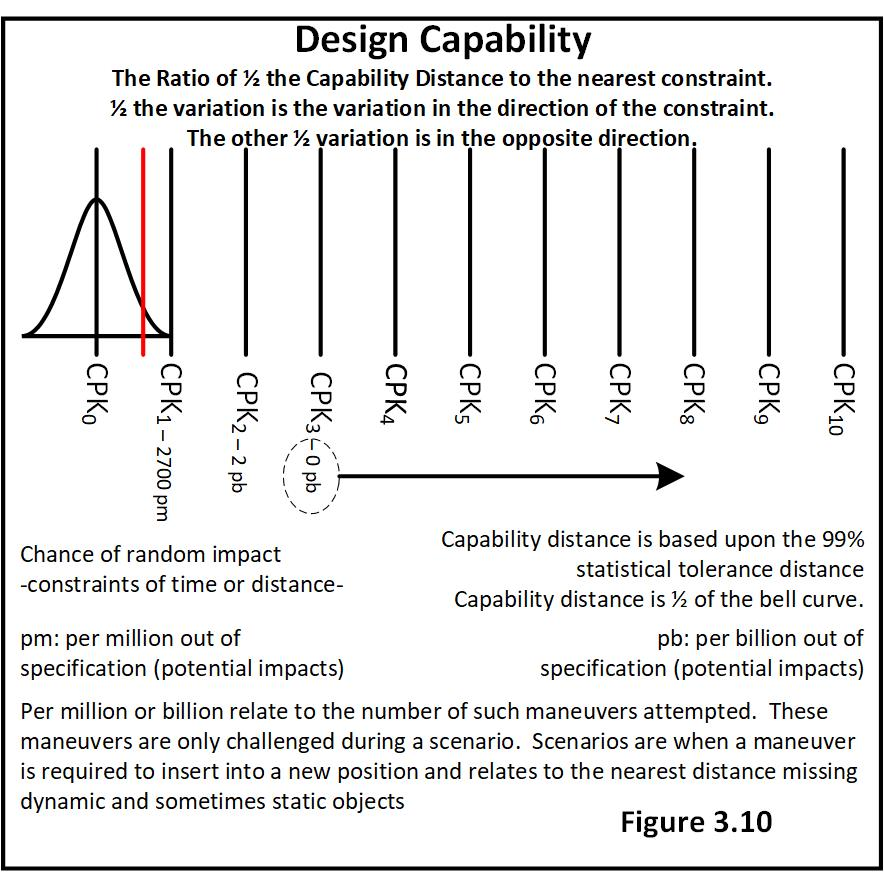 Design Capability
The Ratio of ½ the Capability Distance to the nearest constraint.
½ the variation is the variation in the direction of the constraint.
The other ½ variation is in the opposite direction.
CPK0
CPK1 – 2700 pm
CPK2 – 2 pb
CPK3 – 0 pb
CPK4
CPK5
CPK6
CPK7
CPK8
CPK9
CPK10
Chance of random impact
-constraints of time or distance-
Capability distance is based upon the 99%
statistical tolerance distance
Capability distance is ½ of the bell curve.
pm: per million out of
specification (potential impacts)
pb: per billion out of
specification (potential impacts)
Per million or billion relate to the number of such maneuvers attempted.  These
maneuvers are only challenged during a scenario.  Scenarios are when a maneuver
is required to insert into a new position and relates to the nearest distance missing
dynamic and sometimes static objects
Figure 3.10